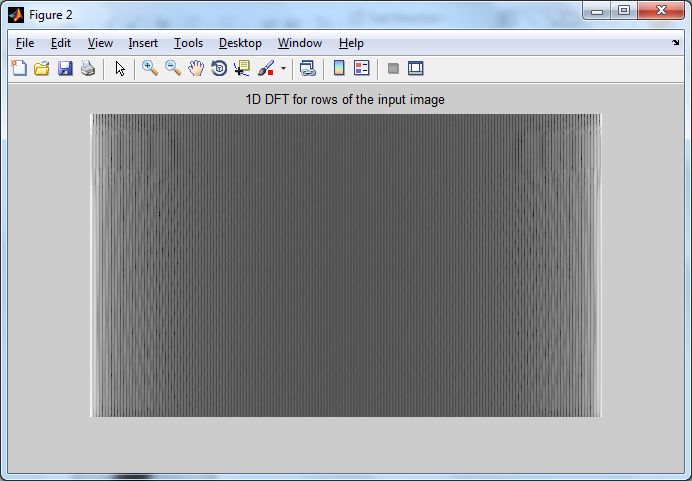 Figure 2
File Edit View Insert Tools Desktop Window Help
1D DFT for rows of the input image